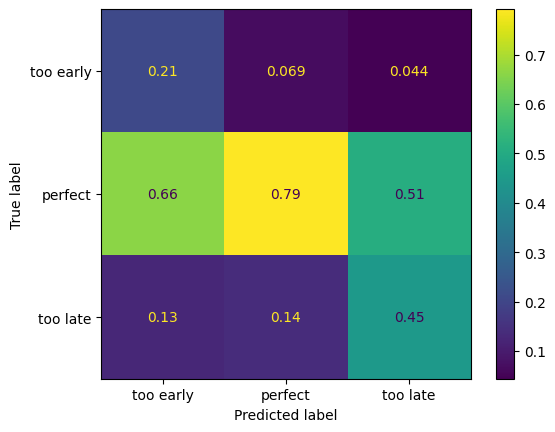 too early 0.21 0.069 0.044
perfect 0.66 0.79 0.51
too late 0.13 0.14 0.45
too early perfect too late
Predicted label
True label
0.7
0.6
0.5
0.4
0.3
0.2
0.1